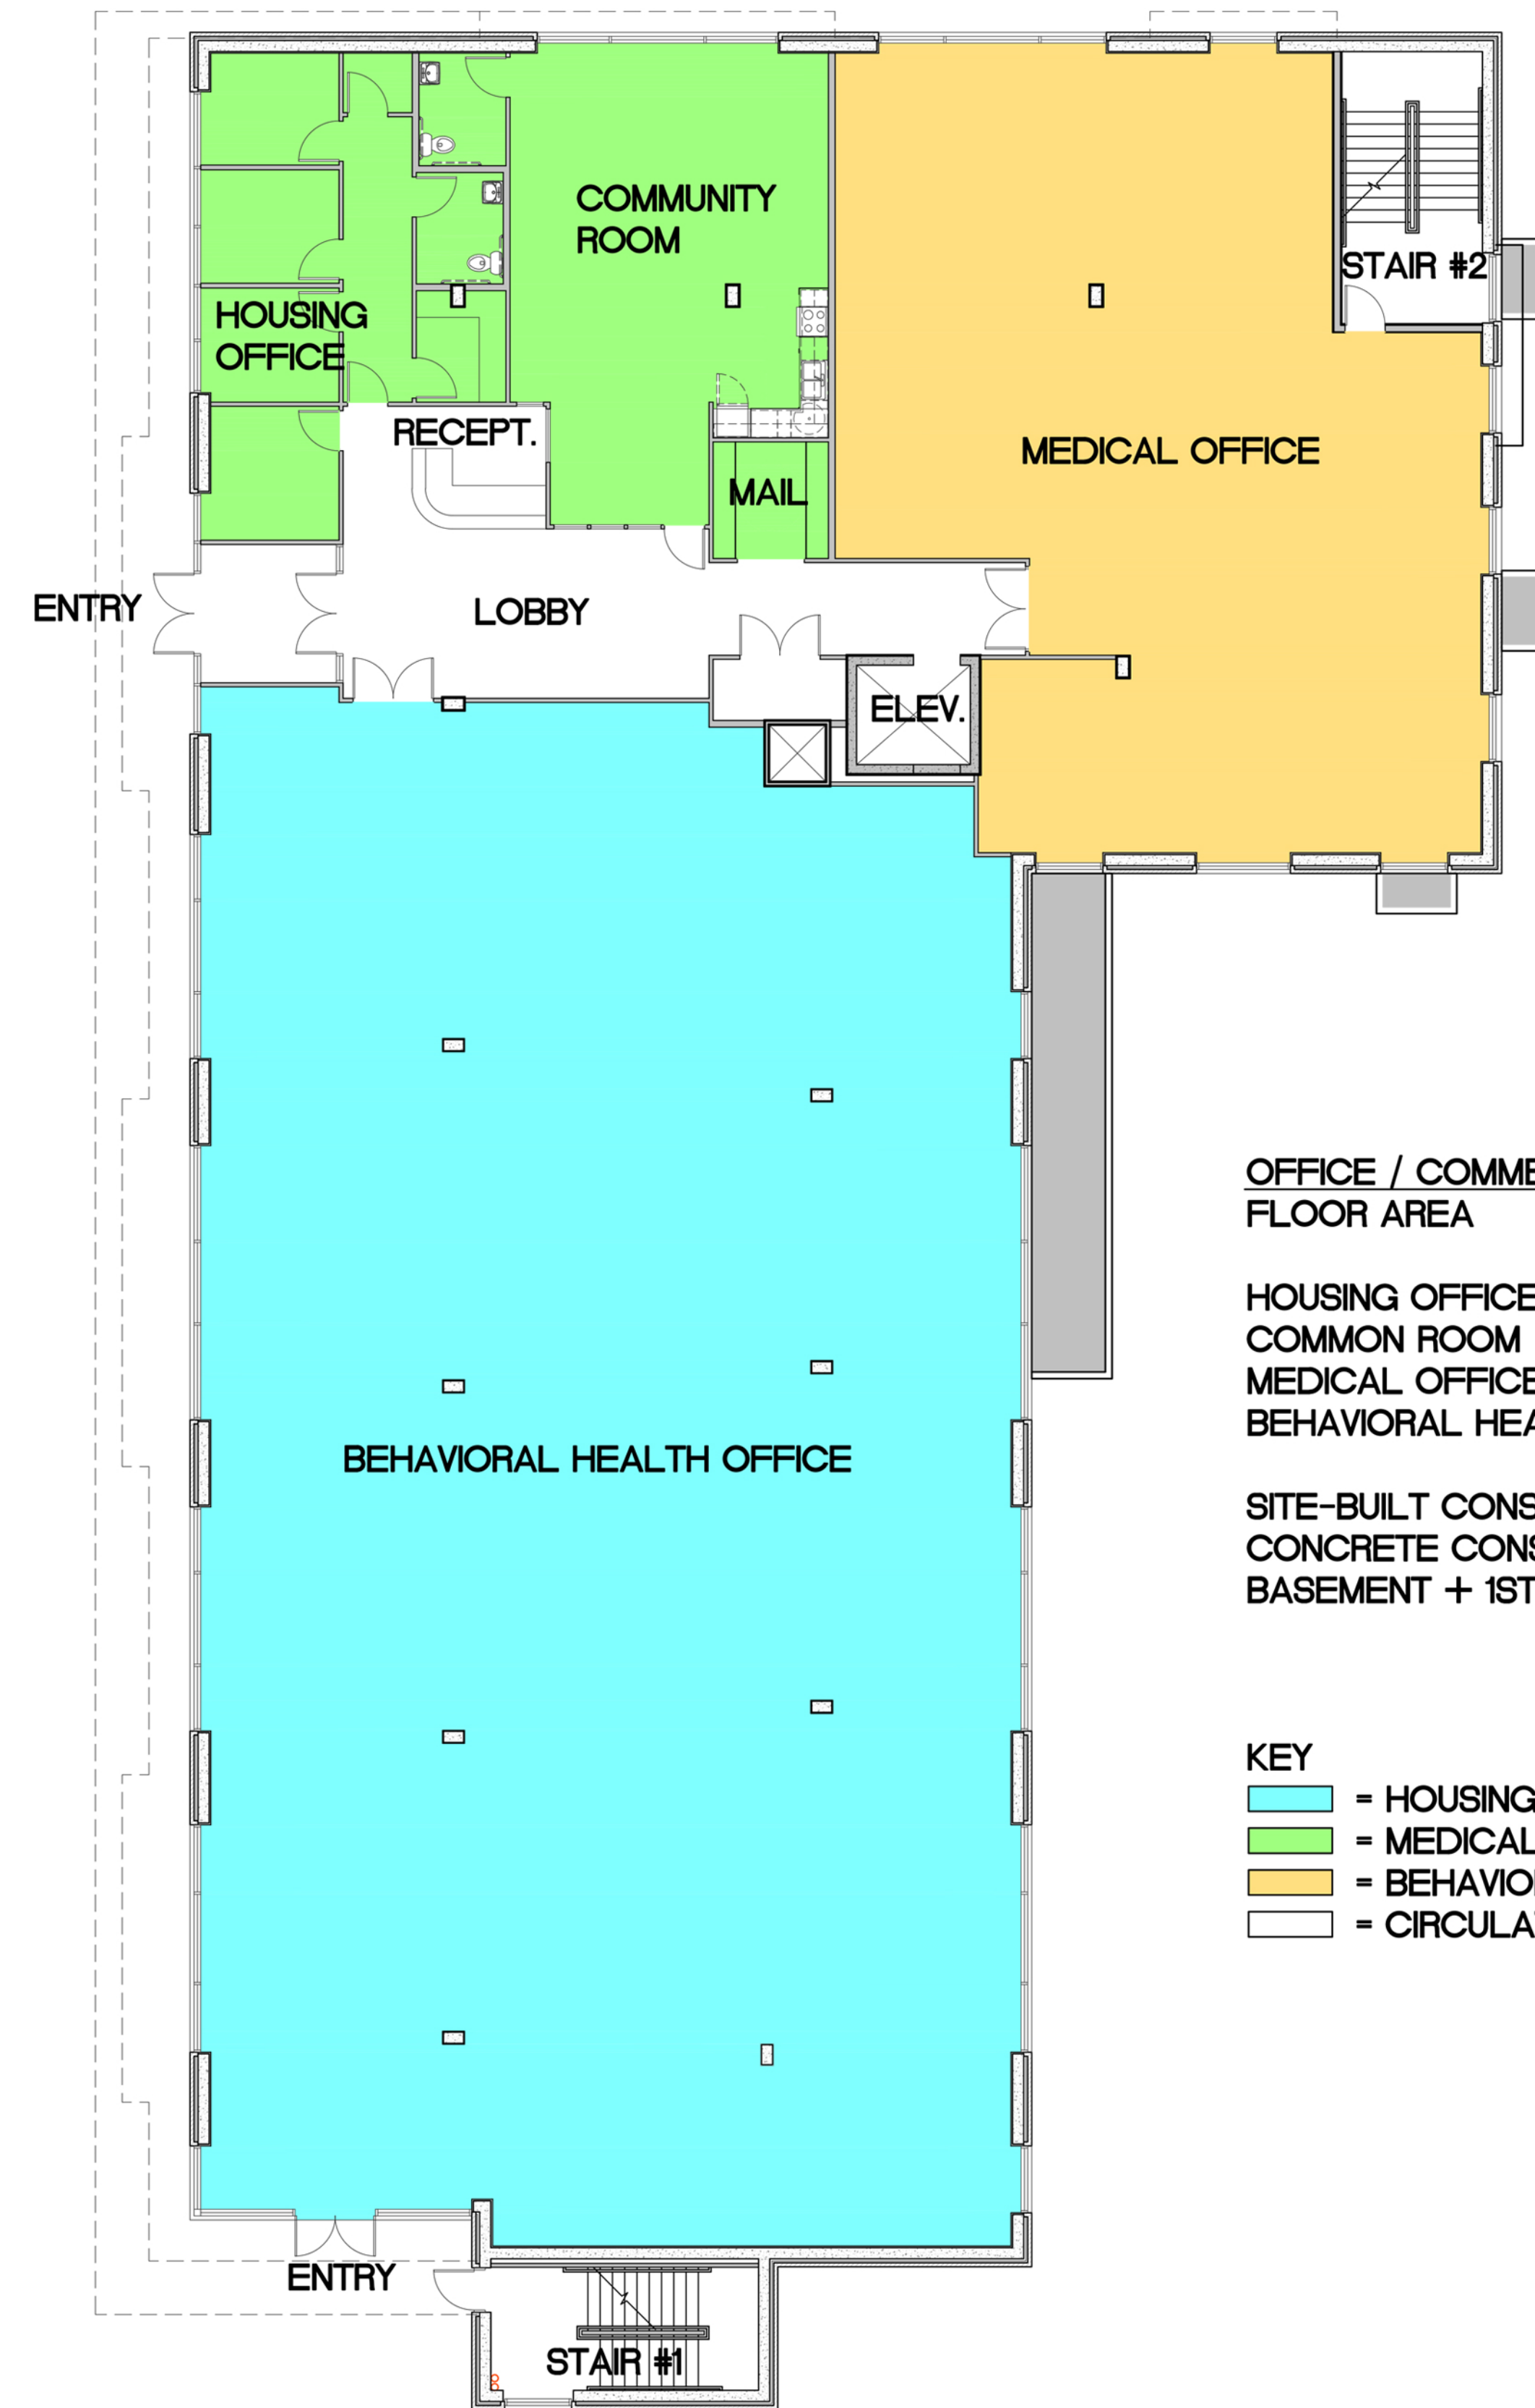 COMMUNITY
ROOM
STAIR #2
HOUSING
OFFICE
RECEPT.
MEDICAL OFFICE
MAIL
ENTRY
LOBBY
ELEV.
OFFICE / COMME
FLOOR AREA
HOUSING OFFICE
COMMON ROOM
MEDICAL OFFICE
BEHAVIORAL HEA
BEHAVIORAL HEALTH OFFICE
SITE-BUILT CONS
CONCRETE CONS
BASEMENT + 1ST
KEY
= HOUSING
= MEDICAL
= BEHAVIO
= CIRCULA
ENTRY
STAIR #1